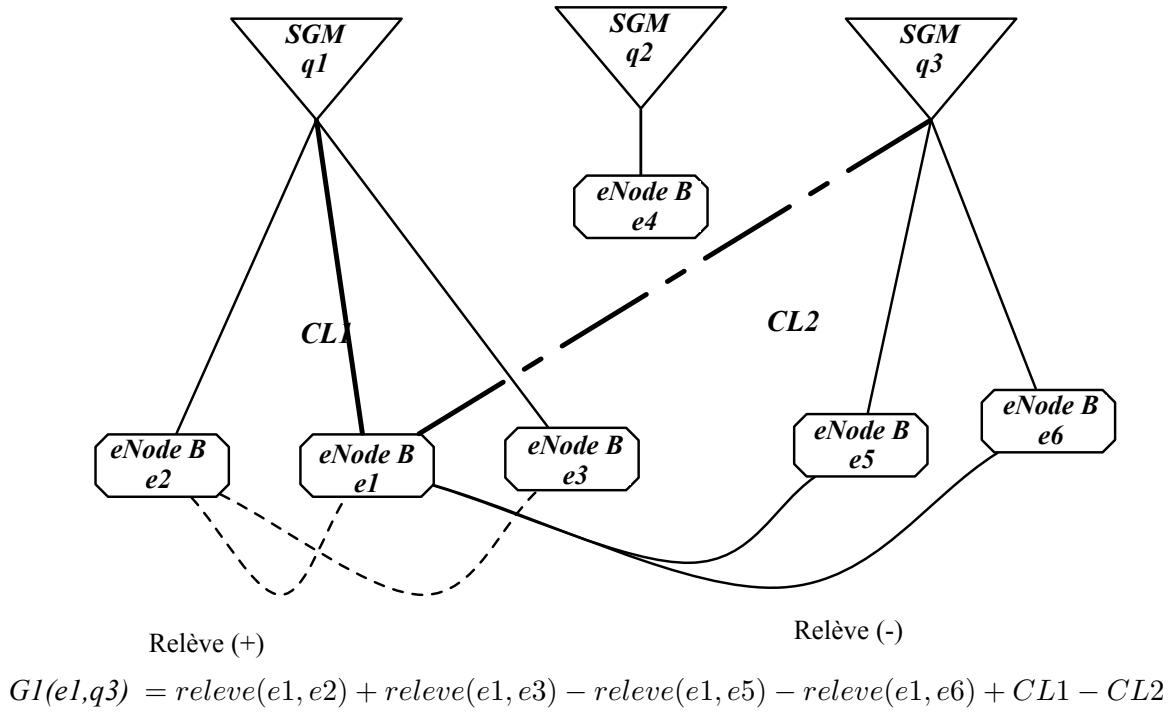 SGM
q1
SGM
q2
SGM
q3
eNode B
e4
CL1
CL2
eNode B
e2
eNode B
e1
eNode B
e3
eNode B
e5
eNode B
e6
Relève (+)
Relève (-)
G1(e1,q3) = releve(e1, e2) + releve(e1, e3) − releve(e1, e5) − releve(e1, e6) + CL1 − CL2